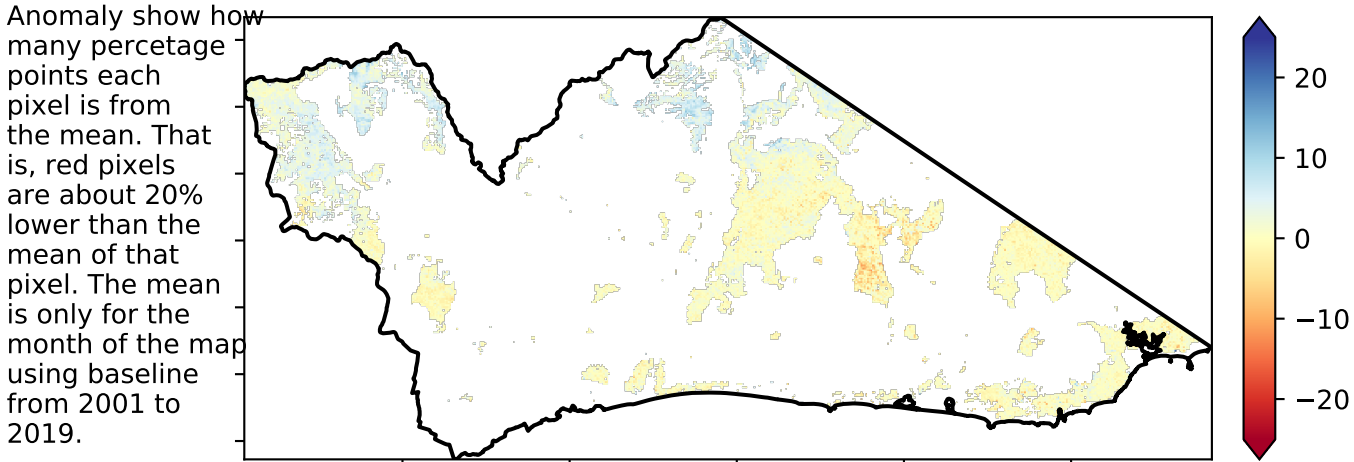 Anomaly show how
many percetage
points each
pixel is from
the mean. That
is, red pixels
are about 20%
lower than the
mean of that
pixel. The mean
is only for the
month of the map
using baseline
from 2001 to
2019.
20
10
0
−10
−20